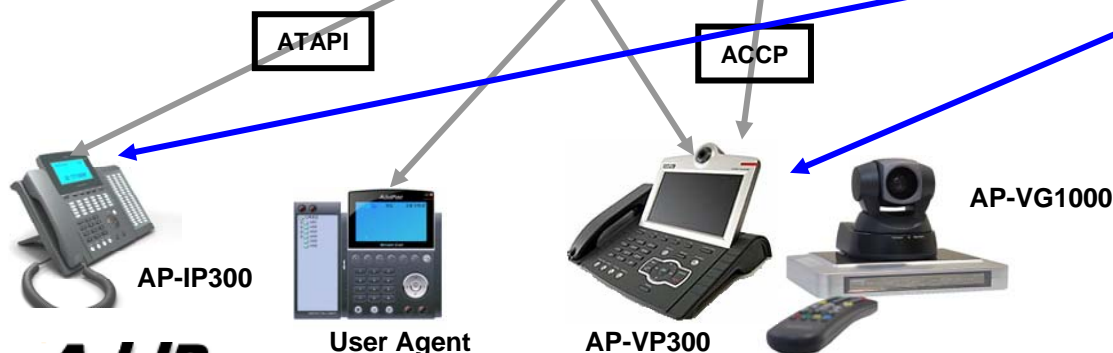 ATAPI
ACCP
AP-VG1000
AP-IP300
User Agent
AP-VP300